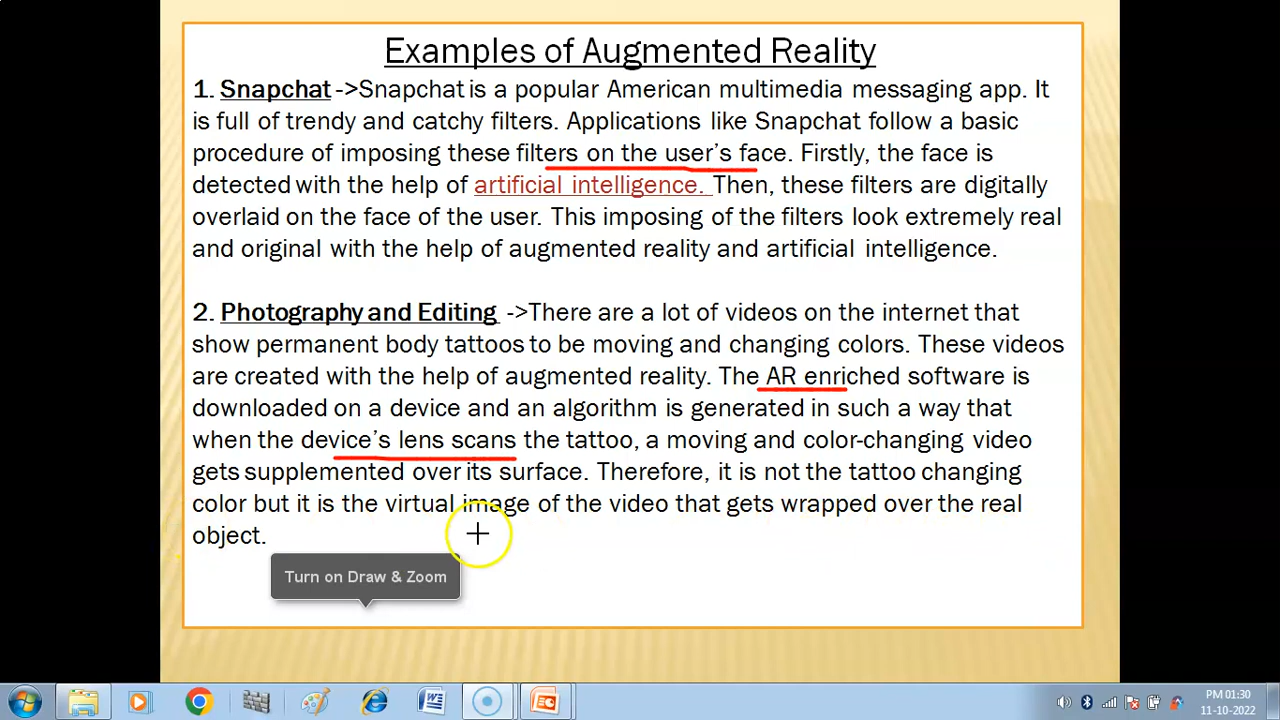 Examples of Augmented Reality
1. Snapchat ->Snapchat is a popular American multimedia messaging app. It
is full of trendy and catchy filters. Applications like Snapchat follow a basic
procedure of imposing these filters on the user's face. Firstly, the face is
detected with the help of artificial intelligence. Then, these filters are digitally
overlaid on the face of the user. This imposing of the filters look extremely real
and original with the help of augmented reality and artificial intelligence.
2. Photography and Editing ->There are a lot of videos on the internet that
show permanent body tattoos to be moving and changing colors. These videos
are created with the help of augmented reality. The AR enriched software is
downloaded on a device and an algorithm is generated in such a way that
when the device's lens scans the tattoo, a moving and color-changing video
gets supplemented over its surface. Therefore, it is not the tattoo changing
color but it is the virtual image of the video that gets wrapped over the real
object.
Turn on Draw & Zoom
PM 01:30
11-10-2022